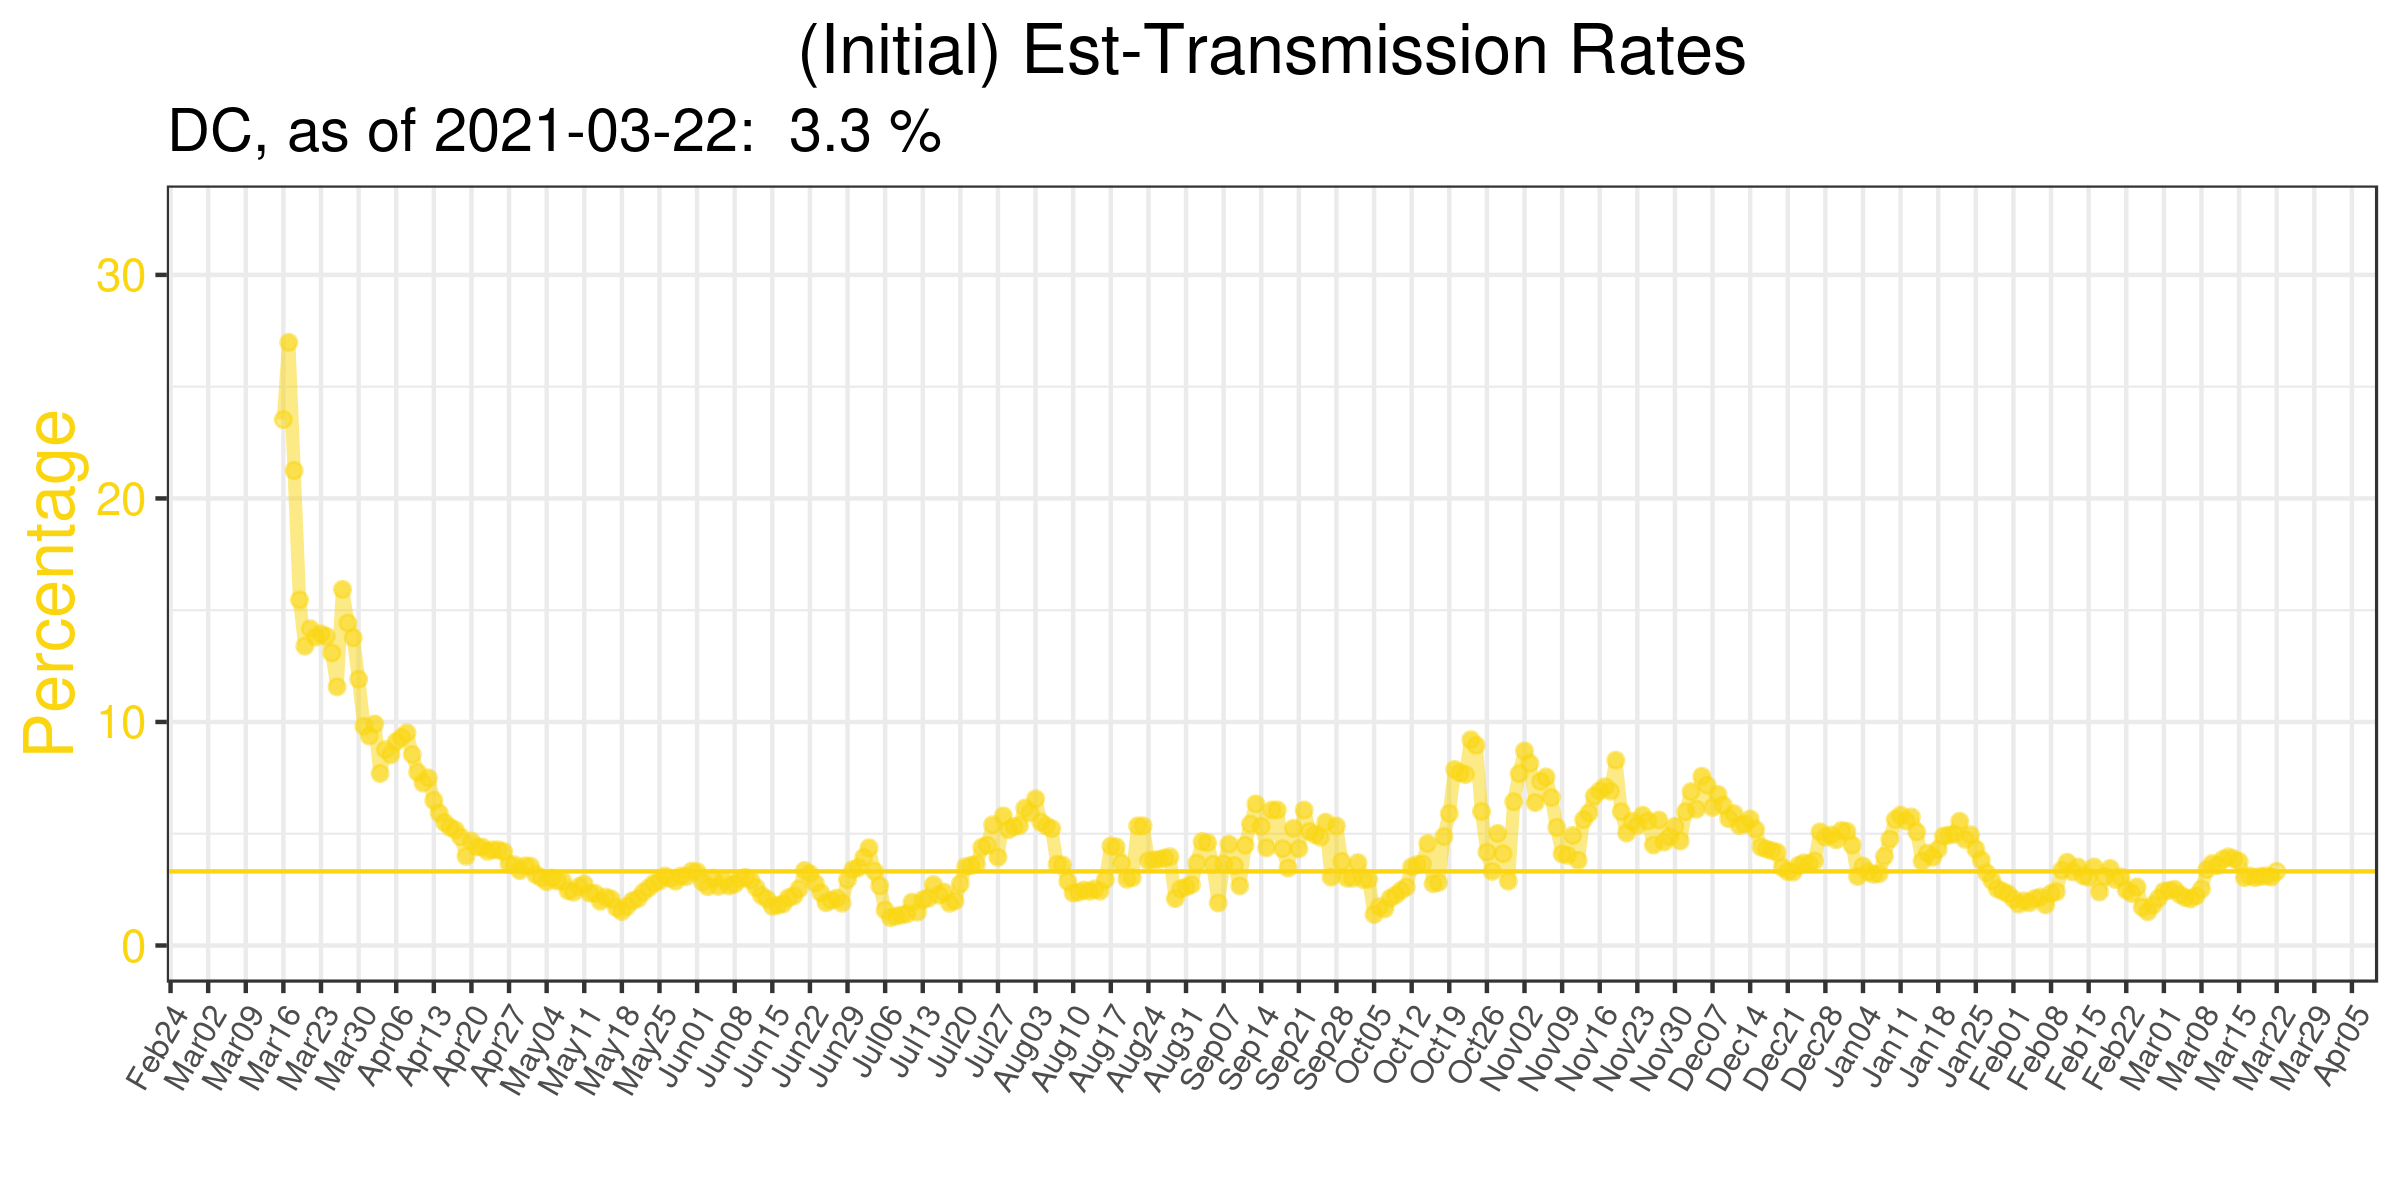 (Initial) Est-Transmission Rates
DC, as of 2021-03-22:  3.3 %
Percentage
30
20
10
0
Feb24
Mar02
Mar09
Mar16
Mar23
Mar30
Apr06
Apr13
Apr20
Apr27
May04
May11
May18
May25
Jun01
Jun08
Jun15
Jun22
Jun29
Jul06
Jul13
Jul20
Jul27
Aug03
Aug10
Aug17
Aug24
Aug31
Sep07
Sep14
Sep21
Sep28
Oct05
Oct12
Oct19
Oct26
Nov02
Nov09
Nov16
Nov23
Nov30
Dec07
Dec14
Dec21
Dec28
Jan04
Jan11
Jan18
Jan25
Feb01
Feb08
Feb15
Feb22
Mar01
Mar08
Mar15
Mar22
Mar29
Apr05